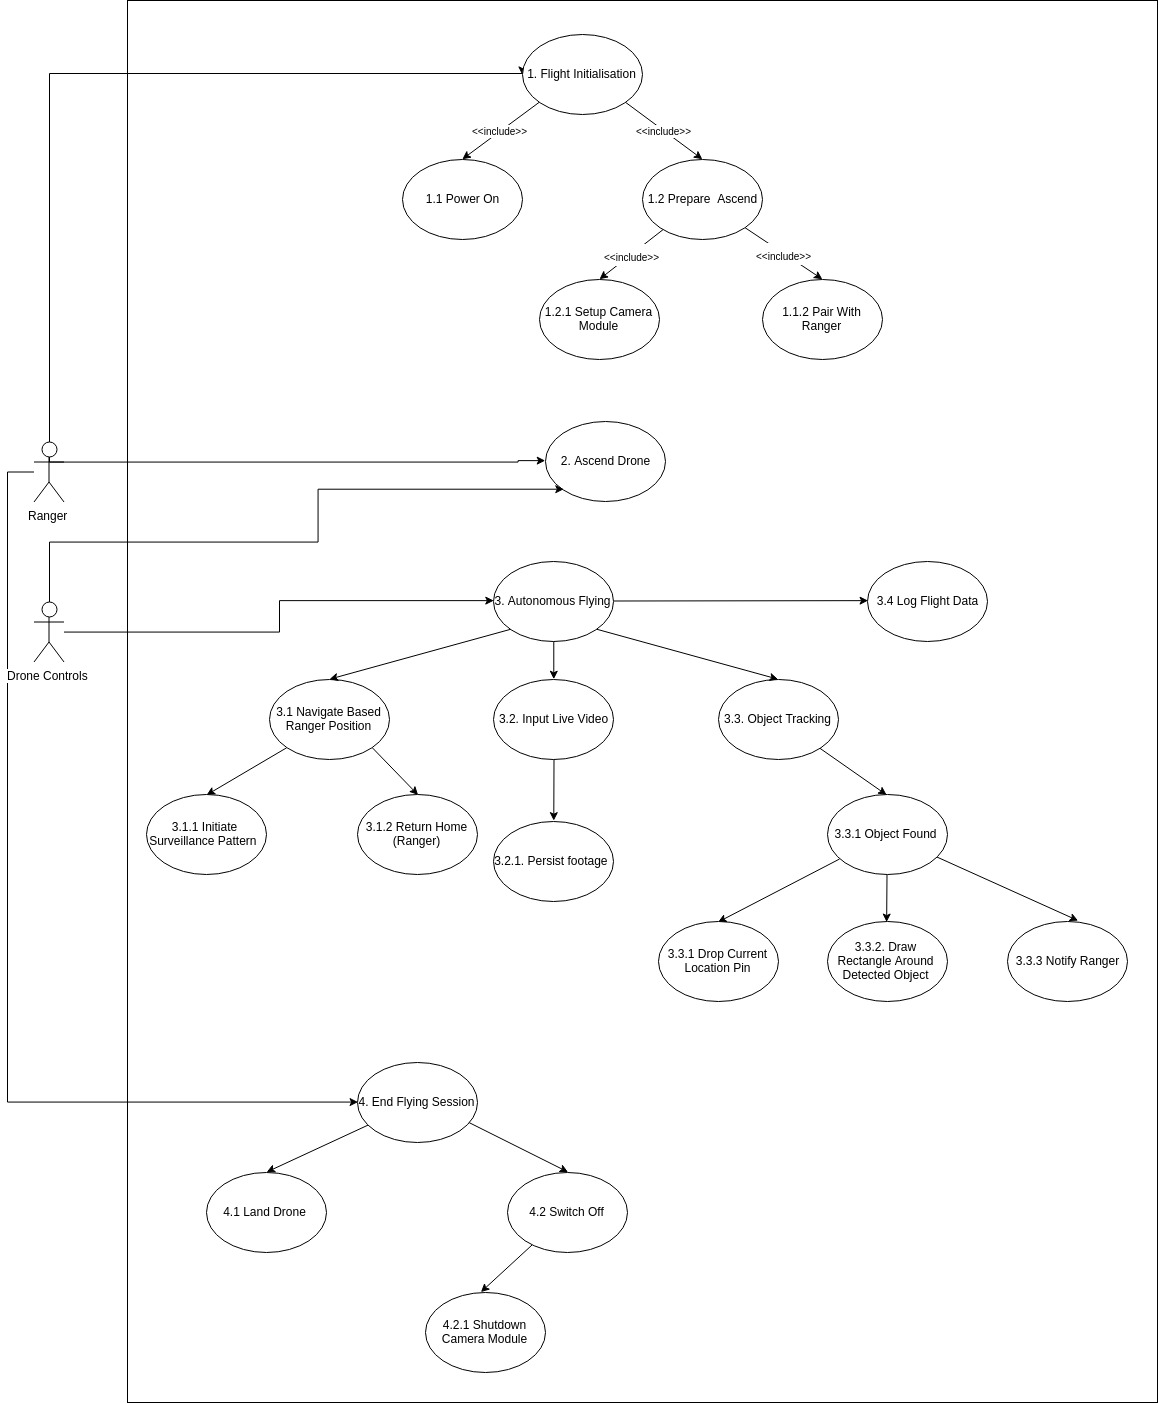 1. Flight Initialisation
<<include>>
<<include>>
1.1 Power On
1.2 Prepare  Ascend
<<include>>
<<include>>
1.2.1 Setup Camera
Module
1.1.2 Pair With
Ranger
Ranger
2. Ascend Drone
Drone Controls
3. Autonomous Flying
3.4 Log Flight Data
3.1 Navigate Based
Ranger Position
3.2. Input Live Video
3.3. Object Tracking
3.1.1 Initiate
Surveillance Pattern
3.1.2 Return Home
(Ranger)
3.2.1. Persist footage
3.3.1 Object Found
3.3.1 Drop Current
Location Pin
3.3.2. Draw
Rectangle Around
Detected Object
3.3.3 Notify Ranger
4. End Flying Session
4.1 Land Drone
4.2 Switch Off
4.2.1 Shutdown
Camera Module